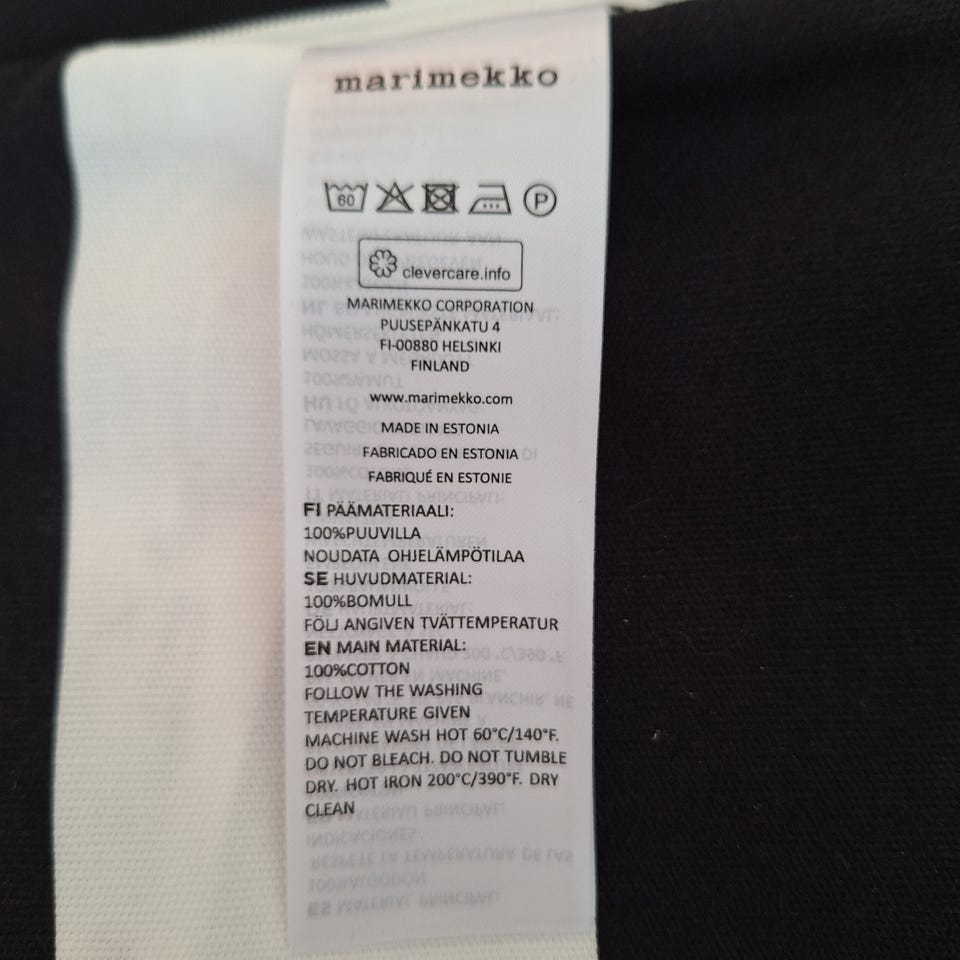 marimekko
60 P
clevercare.info
MARIMEKKO CORPORATION
PUUSEPÄNKATU 4
FI-00880 HELSINKI
FINLAND
www.marimekko.com
MADE IN ESTONIA
FABRICADO EN ESTONIA
FABRIQUÉ EN ESTONIE
FI PÄÄMATERIAALI:
100%PUUVILLA
NOUDATA OHJELÄMPÖTILAA
SE HUVUDMATERIAL:
100%BOMULL
FÖLJ ANGIVEN TVÄTTEMPERATUR
EN MAIN MATERIAL:
100%COTTON
FOLLOW THE WASHING
TEMPERATURE GIVEN
MACHINE WASH HOT 60°C/140°F.
DO NOT BLEACH. DO NOT TUMBLE
DRY. HOT IRON 200°C/390°F. DRY
CLEAN